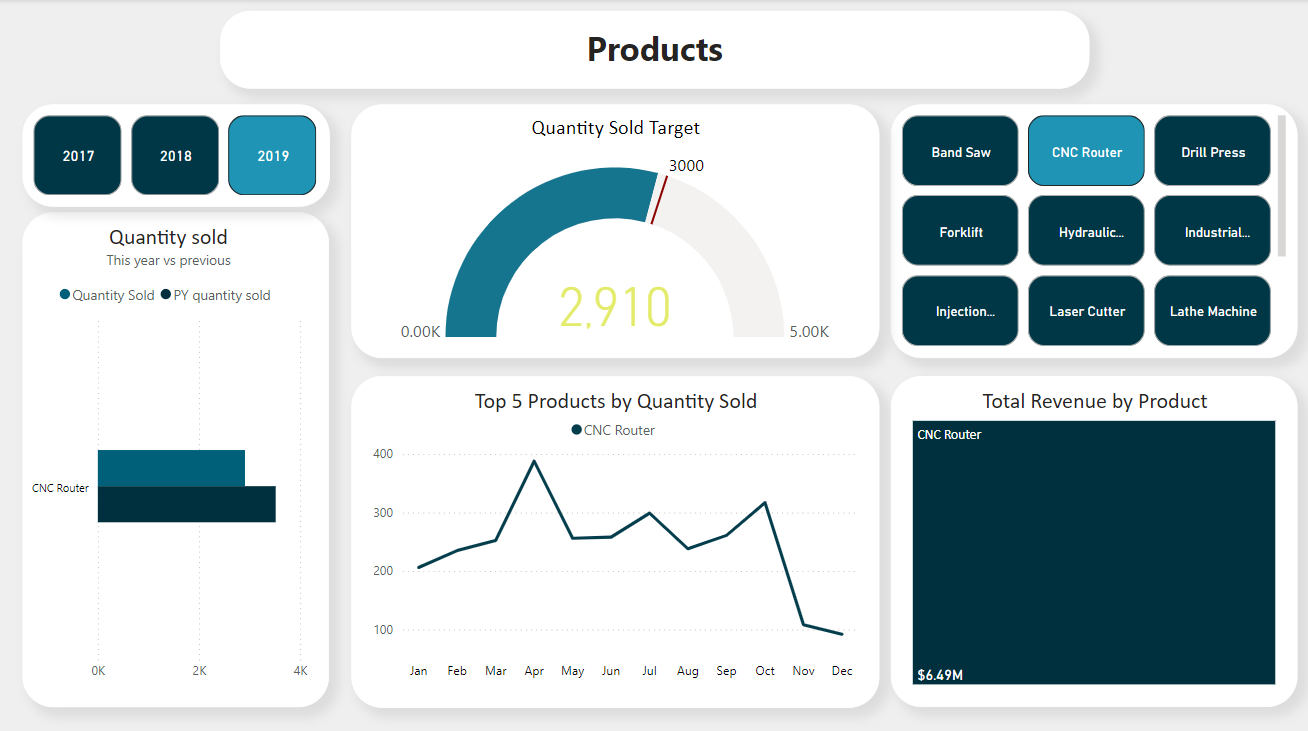 Products
2017
2018
2019
Quantity sold
This year vs previous
Quantity Sold
PY quantity sold
CNC Router
0K
2K
4K
Quantity Sold Target
3000
2,910
0.00K
5.00K
Band Saw
CNC Router
Drill Press
Forklift
Hydraulic...
Industrial...
Injection...
Laser Cutter
Lathe Machine
Top 5 Products by Quantity Sold
CNC Router
400
300
200
100
Jan
Feb
Mar
Apr
May
Jun
Jul
Aug
Sep
Oct
Nov
Dec
Total Revenue by Product
CNC Router
$6.49M